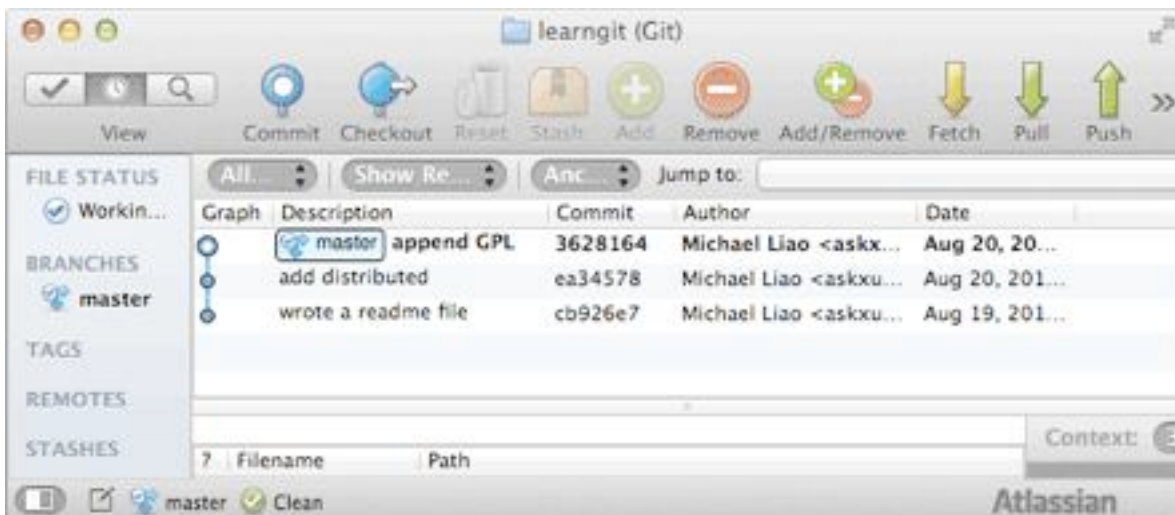 learngit (Git)
View
Commit Checkout Reset Stash Add Remove Add/Remove Fetch Pull Push
FILE STATUS
Workin...
BRANCHES
master
TAGS
REMOTES
STASHES
All... Show Re... Anc... Jump to:
Graph Description Commit Author Date
master append GPL 3628164 Michael Liao <askx... Aug 20, 20...
add distributed ea34578 Michael Liao <askxu... Aug 20, 201...
wrote a readme file cb926e7 Michael Liao <askxu... Aug 19, 201...
Context:
? Filename Path
master Clean
Atlassian